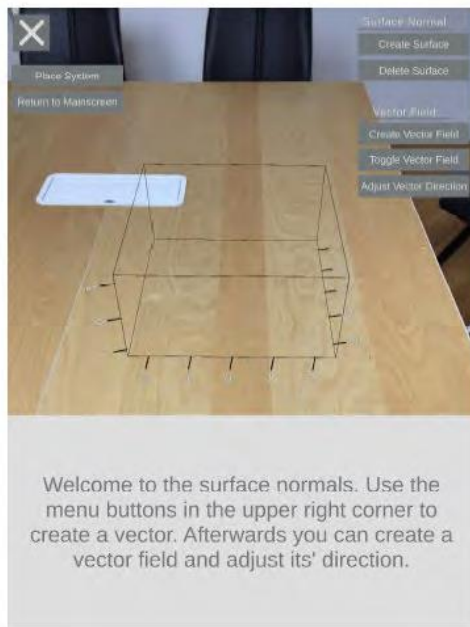 Surface Normal
Create Surface
Delete Surface
Place System
Return to Mainscreen
Vector Field
Create Vector Field
Toggle Vector Field
Adjust Vector Direction
Welcome to the surface normals. Use the
menu buttons in the upper right corner to
create a vector. Afterwards you can create a
vector field and adjust its' direction.